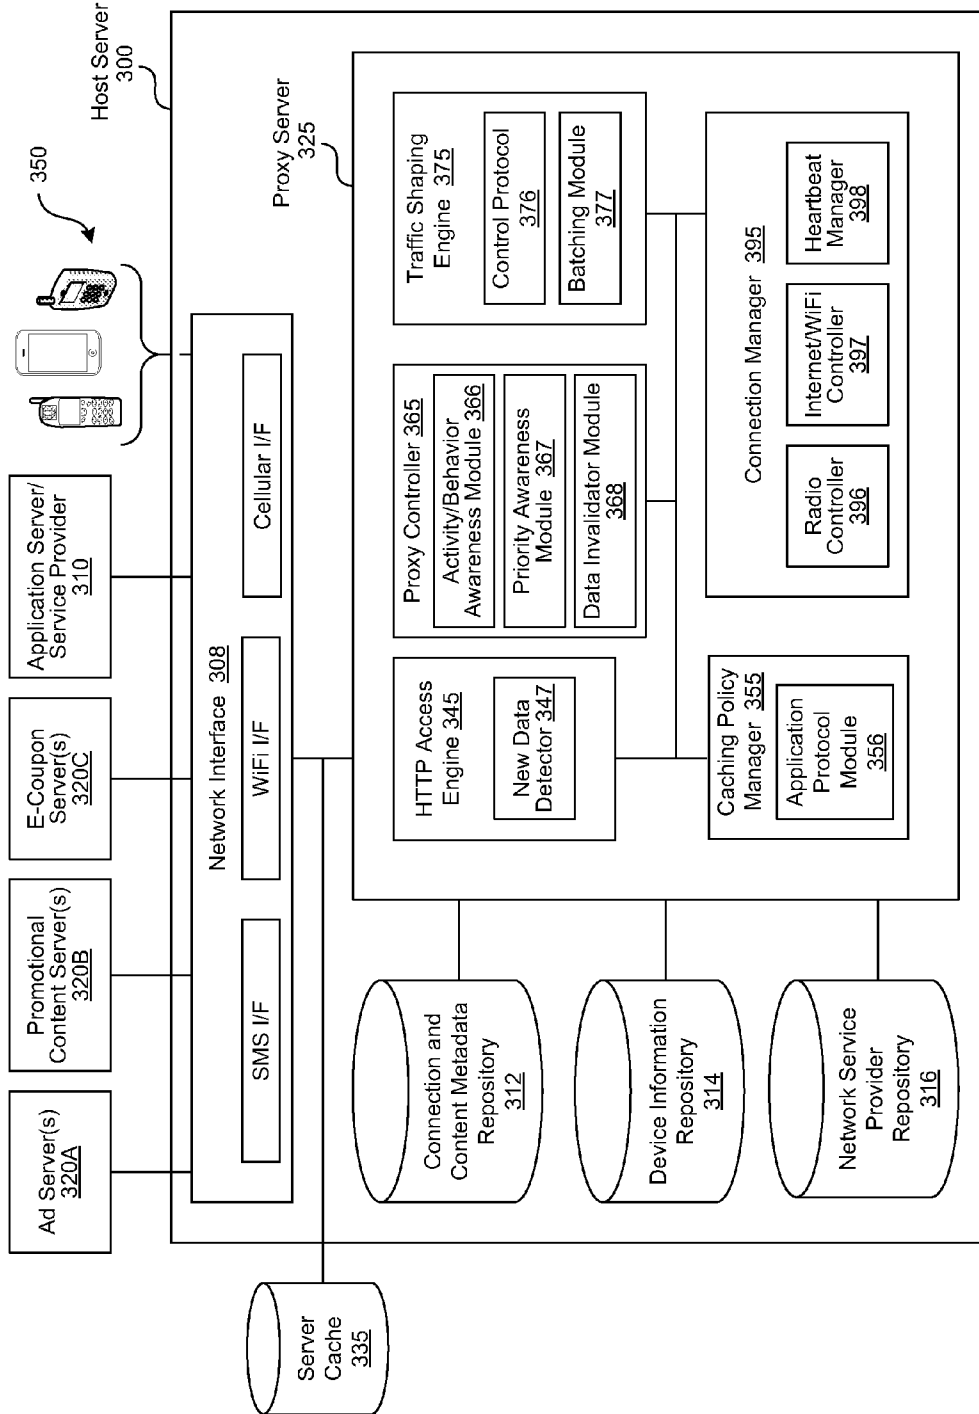 Ad Server(s)
320A
Promotional
Content Server(s)
320B
E-Coupon
Server(s)
320C
Application Server/
Service Provider
310
350
Host Server
300
Network Interface 308
SMS I/F
WiFi I/F
Cellular I/F
Server
Cache
335
Proxy Server
325
Connection and
Content Metadata
Repository
312
Device Information
Repository
314
Network Service
Provider
Repository
316
HTTP Access
Engine 345
New Data
Detector 347
Proxy Controller 365
Activity/Behavior
Awareness Module 366
Priority Awareness
Module 367
Data Invalidator Module
368
Traffic Shaping
Engine 375
Control Protocol
376
Batching Module
377
Caching Policy
Manager 355
Application
Protocol
Module
356
Connection Manager 395
Radio
Controller
396
Internet/WiFi
Controller
397
Heartbeat
Manager
398